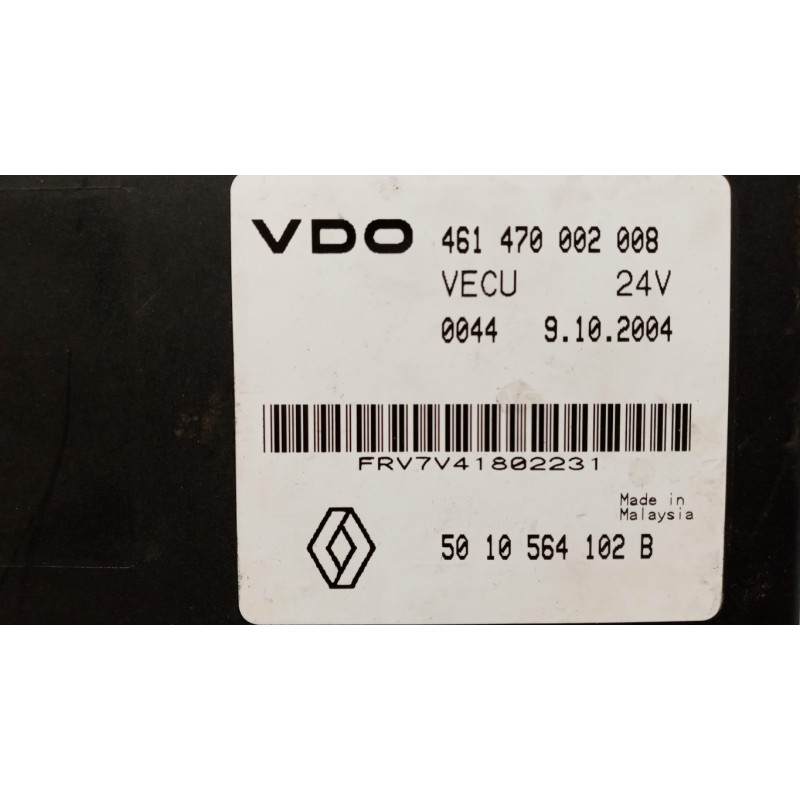 VDO 461 470 002 008
VECU 24V
0044 9.10.2004
FRV7V41802231
Made in
Malaysia
50 10 564 102 B